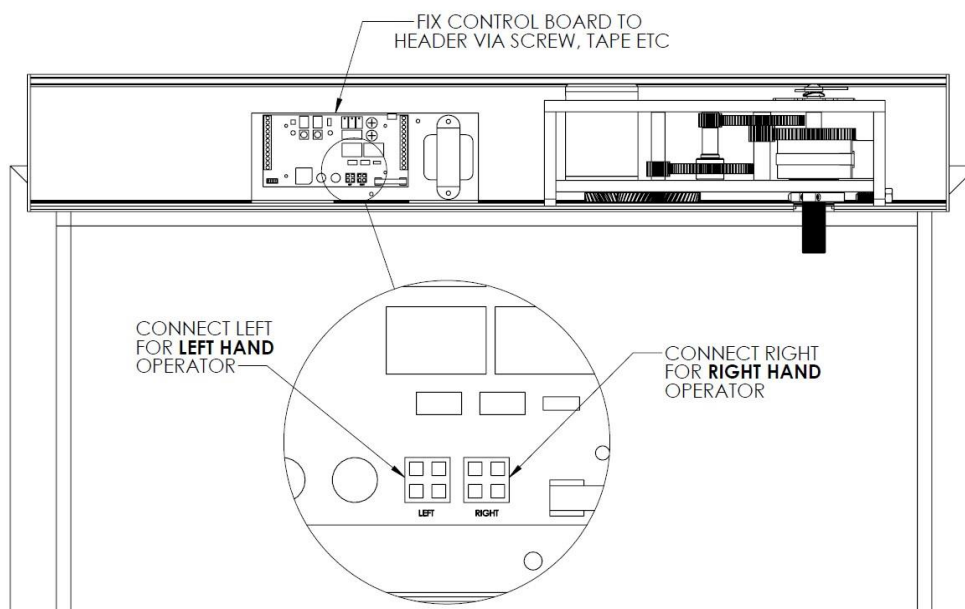 FIX CONTROL BOARD TO
HEADER VIA SCREW, TAPE ETC
CONNECT LEFT
FOR LEFT HAND
OPERATOR
CONNECT RIGHT
FOR RIGHT HAND
OPERATOR
LEFT
RIGHT